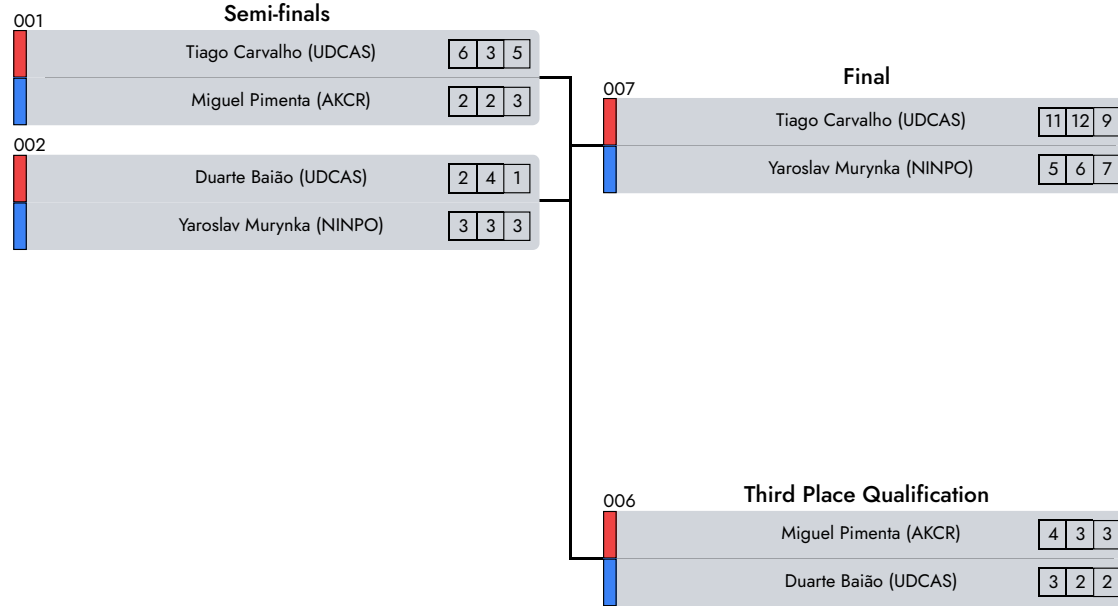 Semi-finals
001
Tiago Carvalho (UDCAS) 6 3 5
Miguel Pimenta (AKCR) 2 2 3
002
Duarte Baião (UDCAS) 2 4 1
Yaroslav Murynka (NINPO) 3 3 3
Final
007
Tiago Carvalho (UDCAS) 11 12 9
Yaroslav Murynka (NINPO) 5 6 7
Third Place Qualification
006
Miguel Pimenta (AKCR) 4 3 3
Duarte Baião (UDCAS) 3 2 2